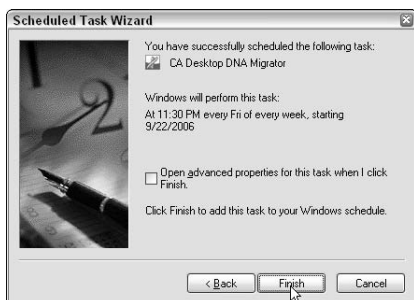 Scheduled Task Wizard
You have successfully scheduled the following task:
CA Desktop DNA Migrator
Windows will perform this task:
At 11:30 PM every Fri of every week, starting
9/22/2006
Open advanced properties for this task when I click
Finish.
Click Finish to add this task to your Windows schedule.
< Back
Finish
Cancel